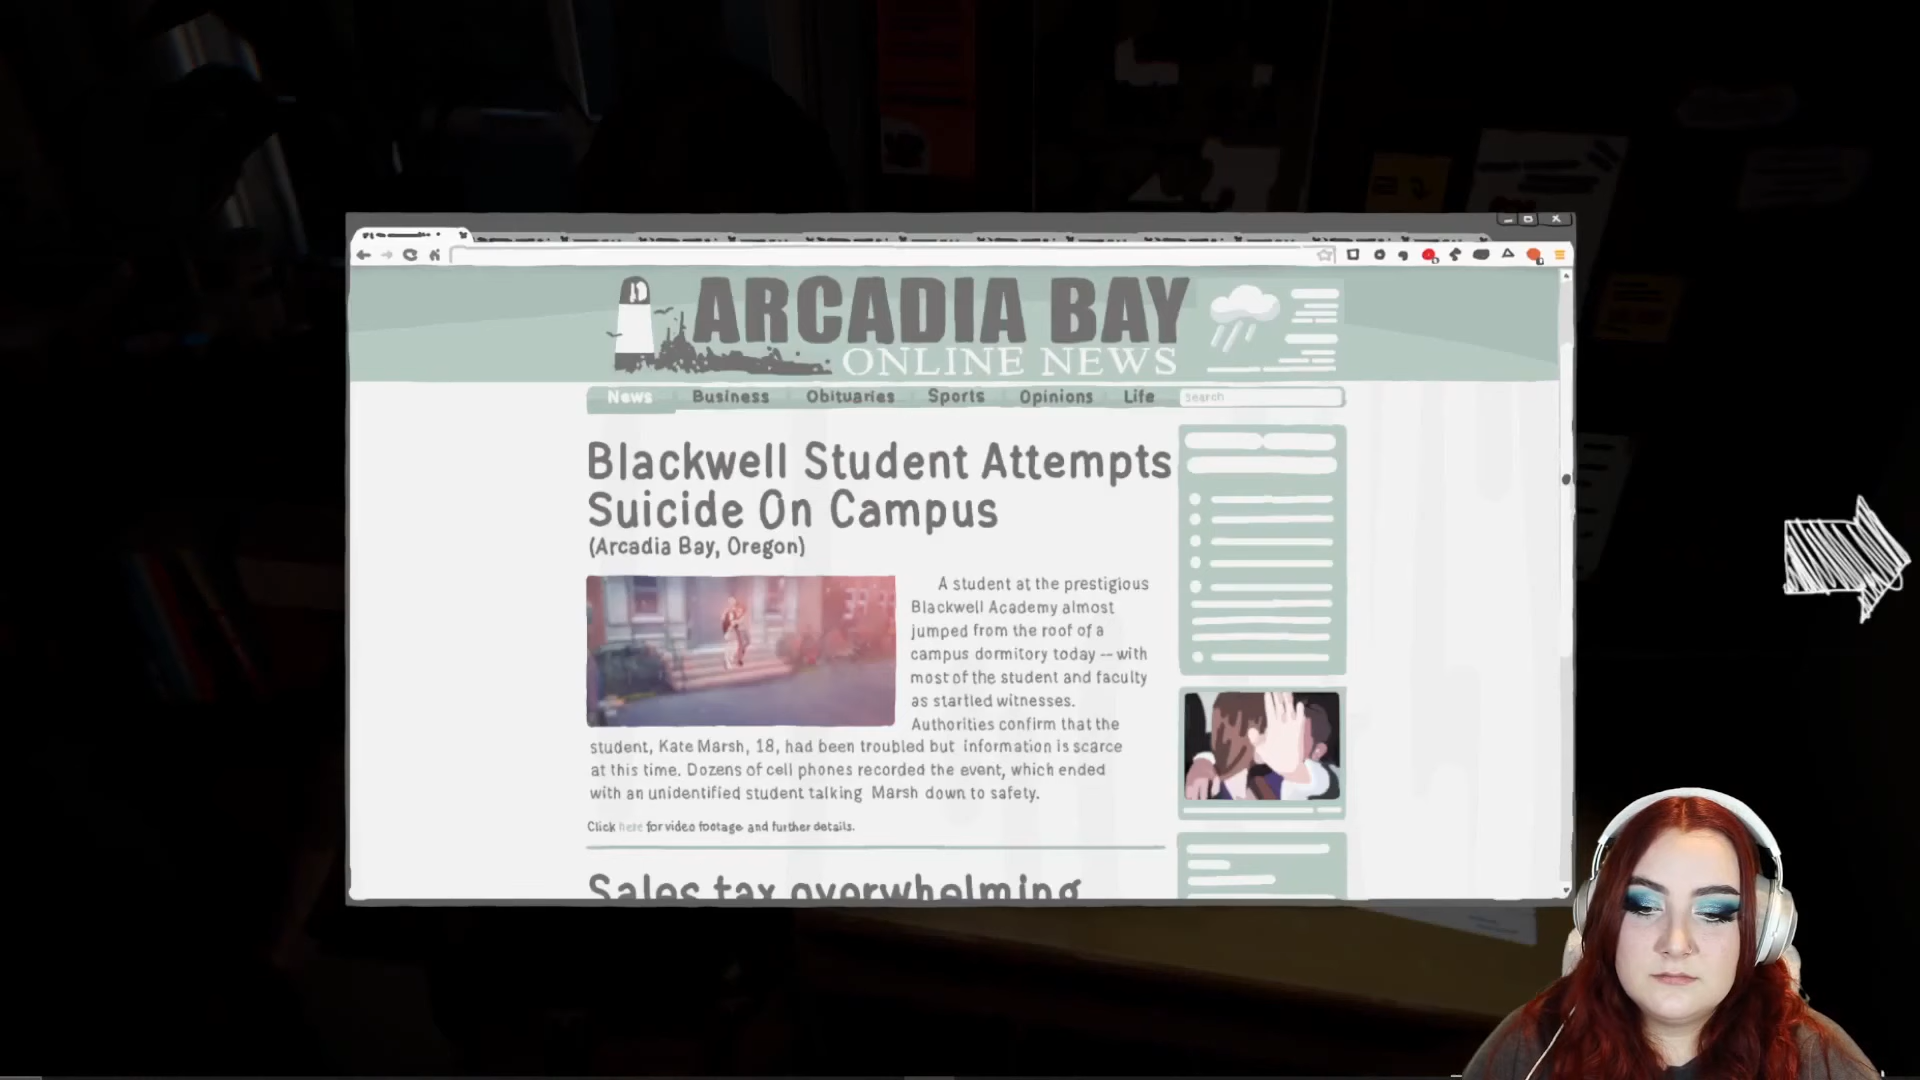 ARCADIA BAY
ONLINE NEWS
News Business Obituaries Sports Opinions Life Search
Blackwell Student Attempts
Suicide On Campus
(Arcadia Bay, Oregon)
A student at the prestigious
Blackwell Academy almost
jumped from the roof of a
campus dormitory today -- with
most of the student and faculty
as startled witnesses.
Authorities confirm that the
student, Kate Marsh, 18, had been troubled but information is scarce
at this time. Dozens of cell phones recorded the event, which ended
with an unidentified student talking Marsh down to safety.
Click here for video footage and further details.
Sales tax overwhelming